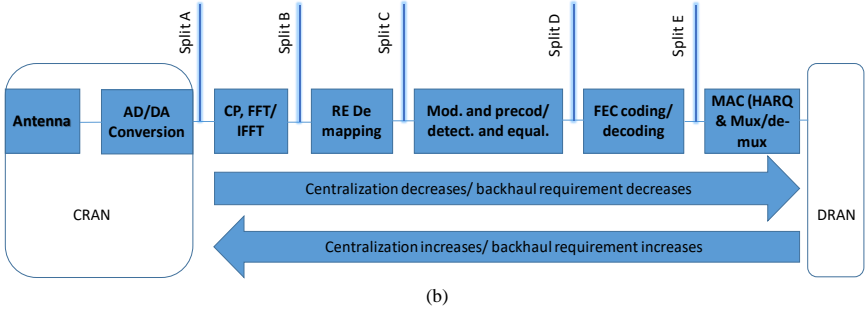 Split A
Split B
Split C
Split D
Split E
Antenna
AD/DA
Conversion
CP, FFT/
IFFT
RE De
mapping
Mod. and precod/
detect. and equal.
FEC coding/
decoding
MAC (HARQ
& Mux/de-
mux
Centralization decreases/ backhaul requirement decreases
CRAN
DRAN
Centralization increases/ backhaul requirement increases
(b)